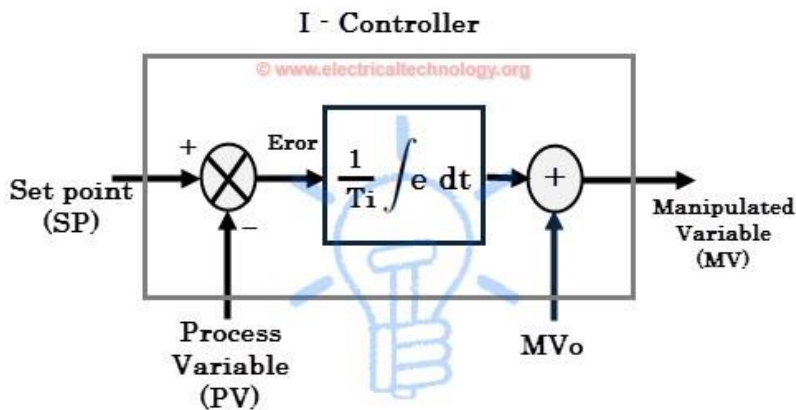 I - Controller
© www.electricaltechnology.org
+
Eror
1
Ti
∫e dt
+
Set point
(SP)
−
Manipulated
Variable
(MV)
Process
Variable
(PV)
MVo